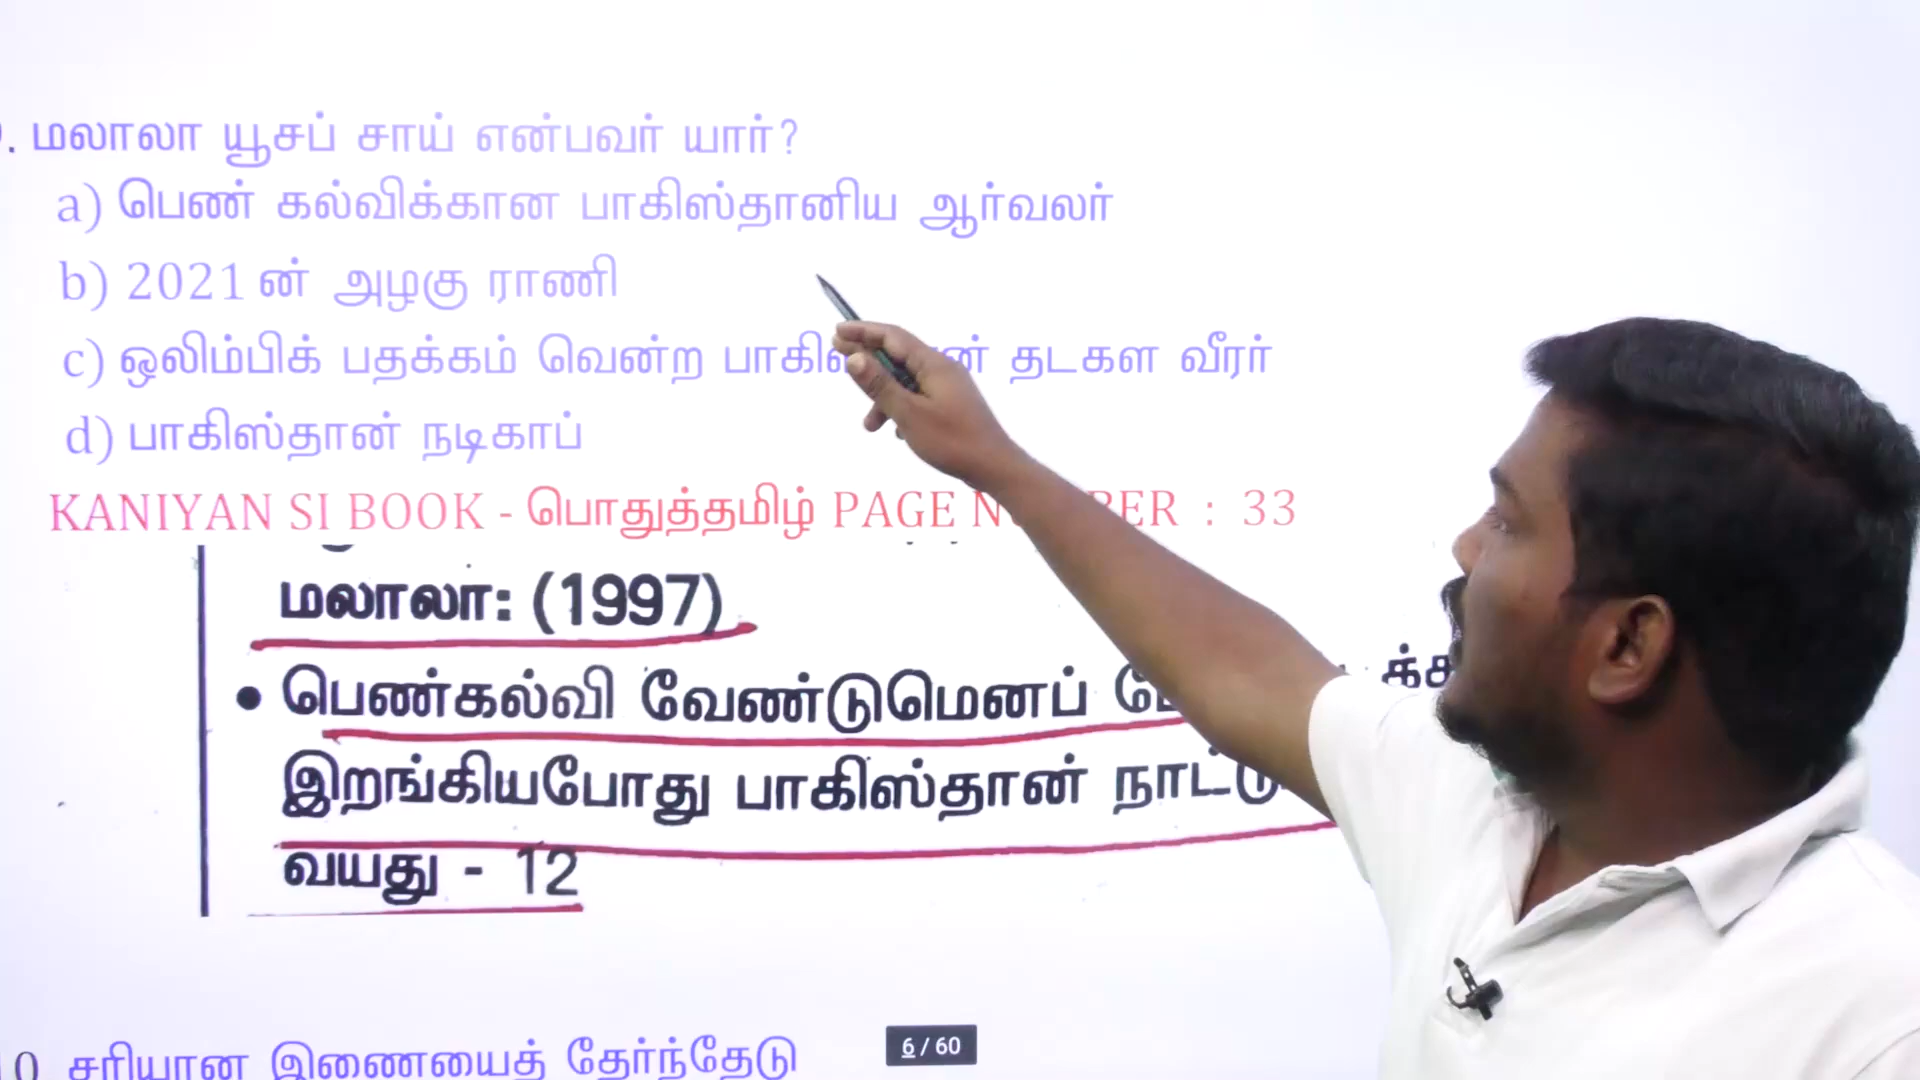 . மலாலா யூசப் சாய் என்பவர் யார்?
a) பெண் கல்விக்கான பாகிஸ்தானிய ஆர்வலர்
b) 2021 ன் அழகு ராணி
c) ஒலிம்பிக் பதக்கம் வென்ற தடகள வீரர்
d) பாகிஸ்தான் நடிகாப்
KANIYAN SI BOOK - பொதுத்தமிழ் PAGE : 33
மலாலா: (1997)
• பெண்கல்வி வேண்டுமெனப்
இறங்கியபோது பாகிஸ்தான்
வயது - 12
0 சரியான இணையைத் தேர்ந்தேடு
6 / 60